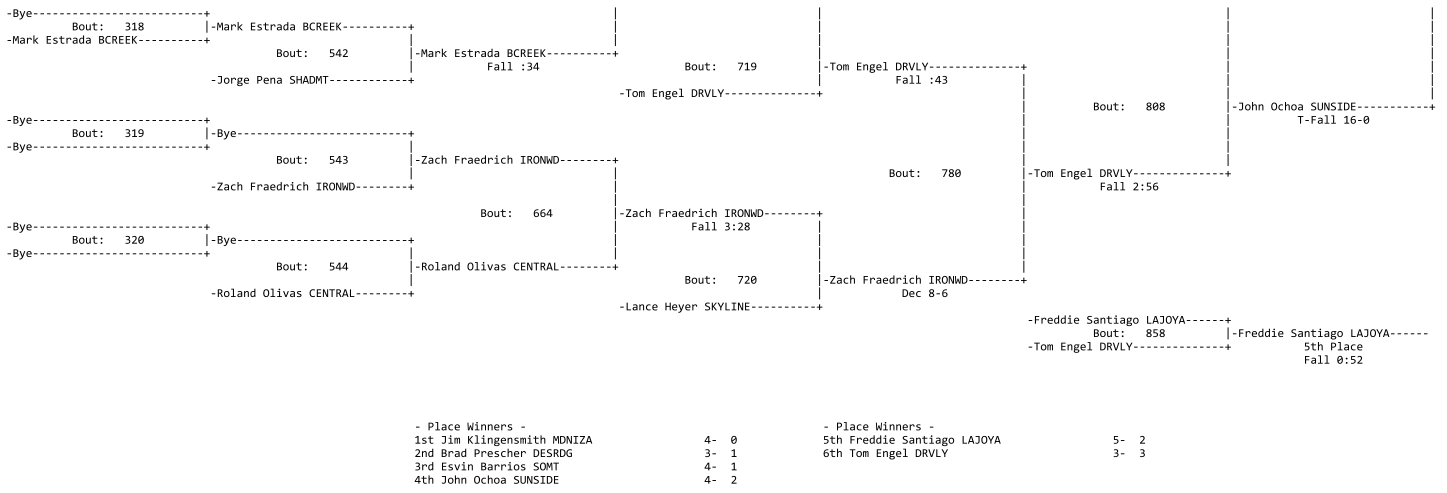 -Bye--------------------------+
Bout:   318            |-Mark Estrada BCREEK----------+
-Mark Estrada BCREEK----------+
Bout:   542          |-Mark Estrada BCREEK----------+
Fall :34             Bout:   719         |-Tom Engel DRVLY--------------+
-Jorge Pena SHADMT------------+             Fall :43
-Tom Engel DRVLY--------------+
Bout:   808         |-John Ochoa SUNSIDE-----------+
-Bye--------------------------+             T-Fall 16-0
Bout:   319            |-Bye--------------------------+
-Bye--------------------------+
Bout:   543          |-Zach Fraedrich IRONWD--------+
Bout:   780         |-Tom Engel DRVLY--------------+
-Zach Fraedrich IRONWD--------+             Fall 2:56
Bout:   664         |-Zach Fraedrich IRONWD--------+
-Bye--------------------------+             Fall 3:28
Bout:   320            |-Bye--------------------------+
-Bye--------------------------+
Bout:   544          |-Roland Olivas CENTRAL--------+
Bout:   720         |-Zach Fraedrich IRONWD--------+
-Roland Olivas CENTRAL--------+             Dec 8-6
-Lance Heyer SKYLINE----------+
-Freddie Santiago LAJOYA------+
Bout:   858            |-Freddie Santiago LAJOYA------
-Tom Engel DRVLY--------------+             5th Place
Fall 0:52
- Place Winners -             - Place Winners -
1st Jim Klingensmith MDNIZA                 4-  0             5th Freddie Santiago LAJOYA                 5-  2
2nd Brad Prescher DESRDG                    3-  1             6th Tom Engel DRVLY                         3-  3
3rd Esvin Barrios SOMT                      4-  1
4th John Ochoa SUNSIDE                      4-  2